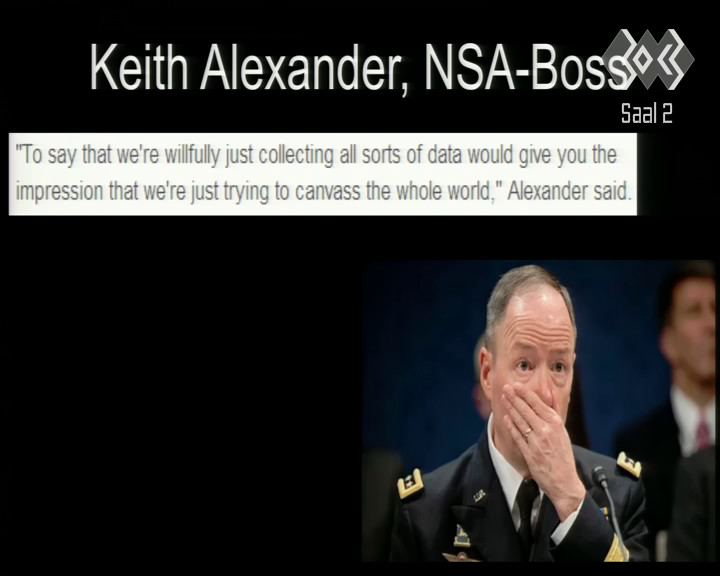 Keith Alexander, NSA-Boss
Saal 2
"To say that we're willfully just collecting all sorts of data would give you the
impression that we're just trying to canvass the whole world," Alexander said.